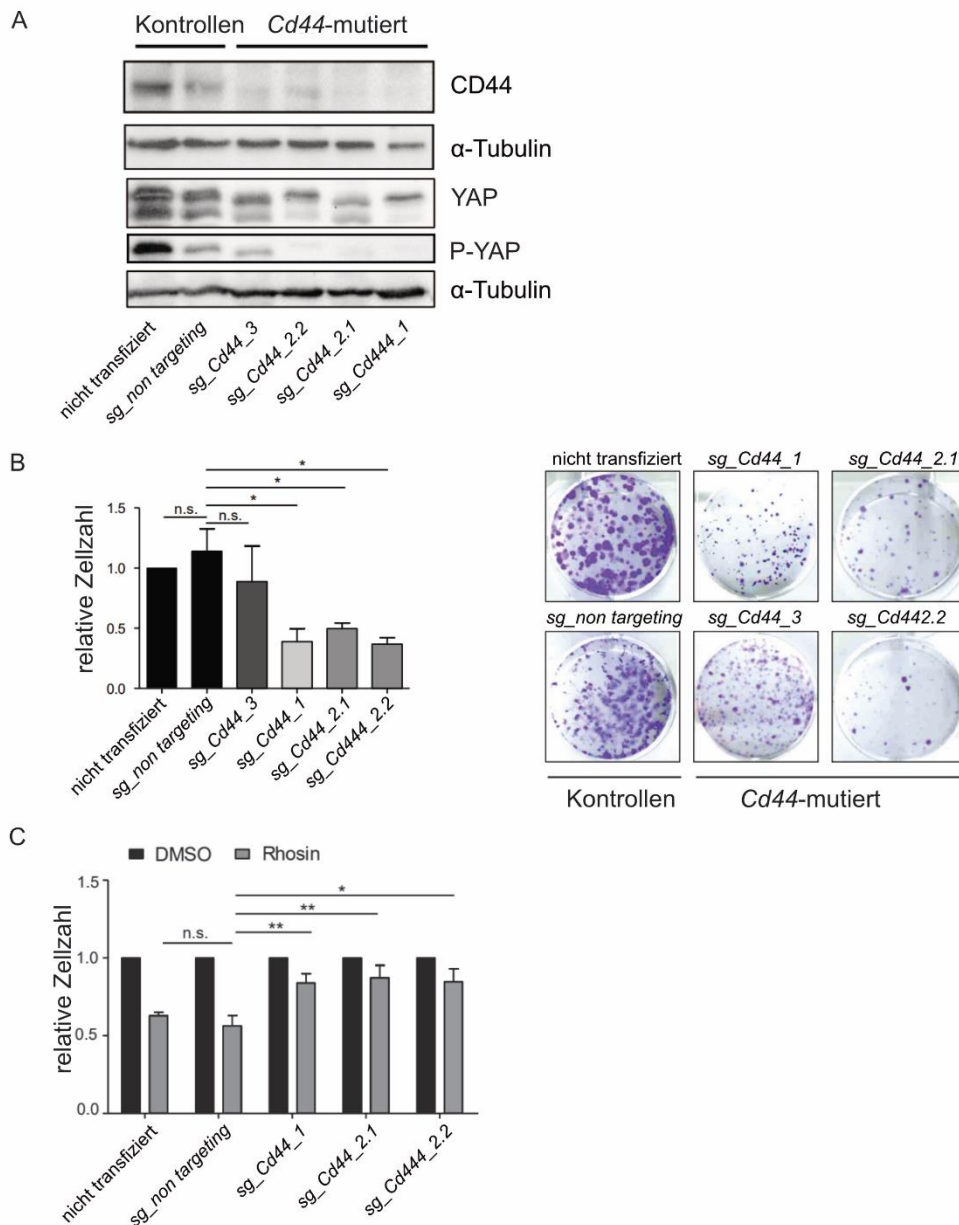 A
Kontrollen Cd44-mutiert
CD44
α-Tubulin
YAP
P-YAP
α-Tubulin
nicht transfiziert
sg_non targeting
sg_Cd44_3
sg_Cd44_2.2
sg_Cd44_2.1
sg_Cd444_1
B
relative Zellzahl
1.5
1.0
0.5
0.0
n.s.
n.s.
*
*
*
nicht transfiziert
sg_non targeting
sg_Cd44_3
sg_Cd44_1
sg_Cd44_2.1
sg_Cd444_2.2
nicht transfiziert sg_Cd44_1 sg_Cd44_2.1
sg_non targeting sg_Cd44_3 sg_Cd442.2
Kontrollen Cd44-mutiert
C
DMSO Rhosin
relative Zellzahl
1.5
1.0
0.5
0.0
n.s.
**
**
*
nicht transfiziert
sg_non targeting
sg_Cd44_1
sg_Cd44_2.1
sg_Cd444_2.2